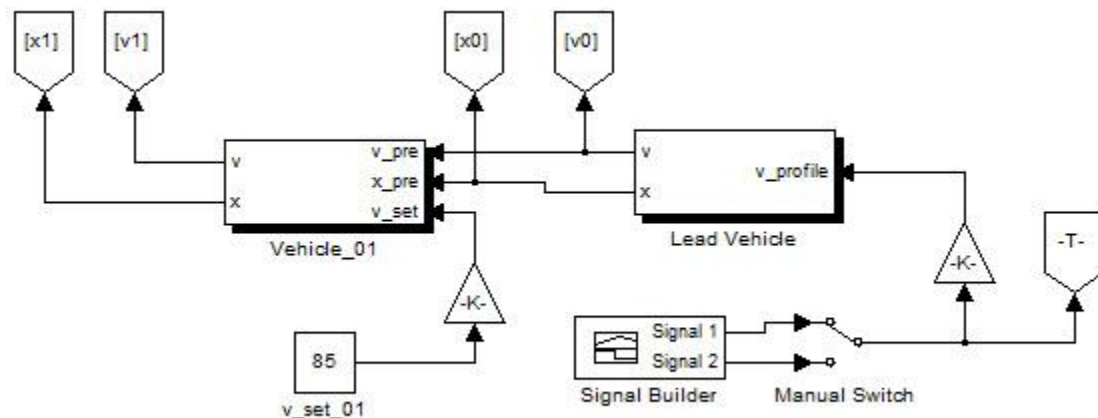 [x1]
[v1]
[x0]
[v0]
v
x
v_pre
x_pre
v_set
Vehicle_01
v
x
v_profile
Lead Vehicle
-K-
-T-
-K-
85
v_set_01
Signal 1
Signal 2
Signal Builder
Manual Switch